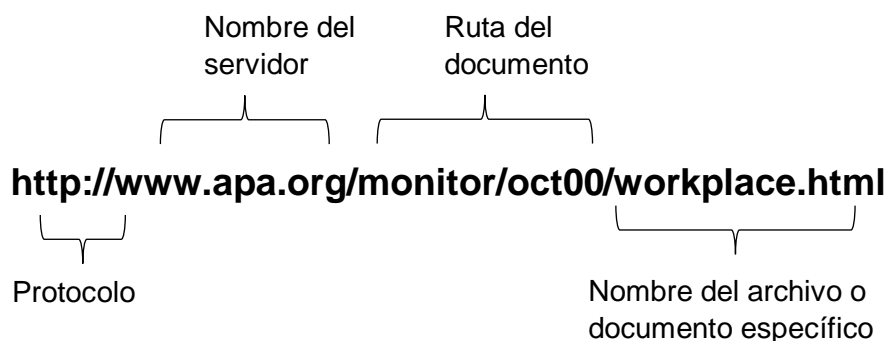 Nombre del
servidor
Ruta del
documento
http://www.apa.org/monitor/oct00/workplace.html
Protocolo
Nombre del archivo o
documento específico